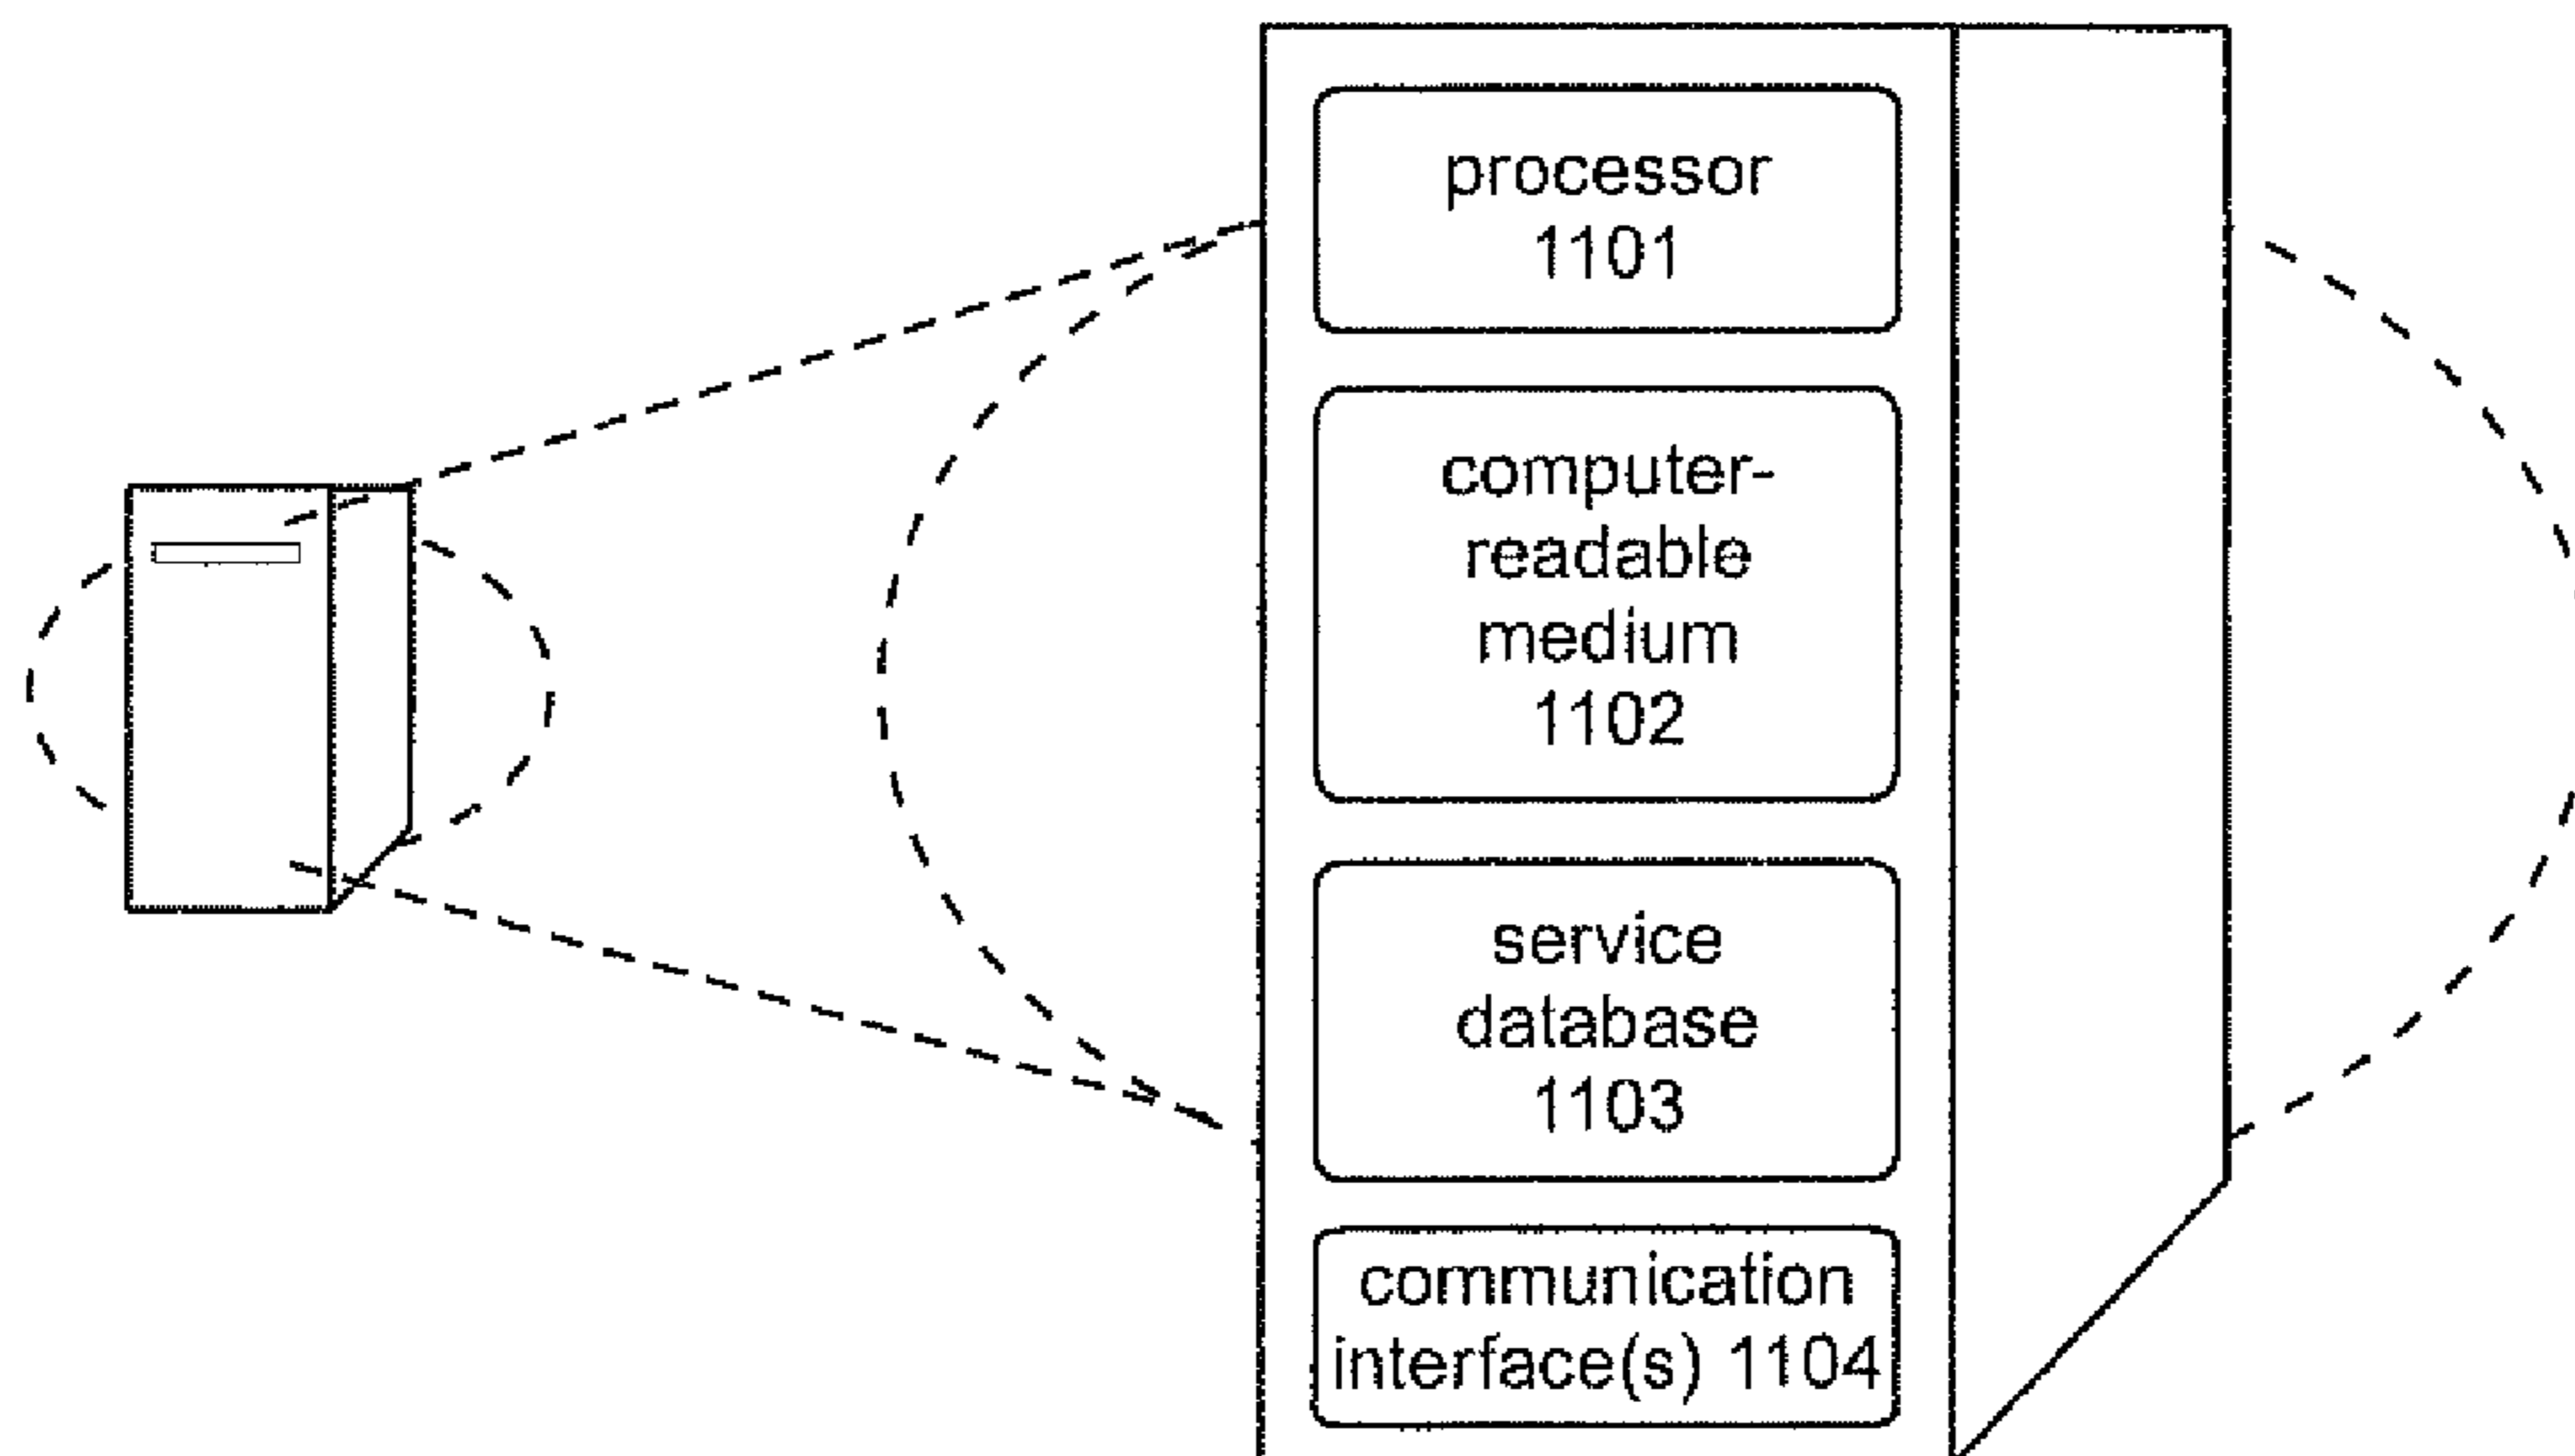 processor
1101
computer-
readable
medium
1102
service
database
1103
communication
interface(s) 1104